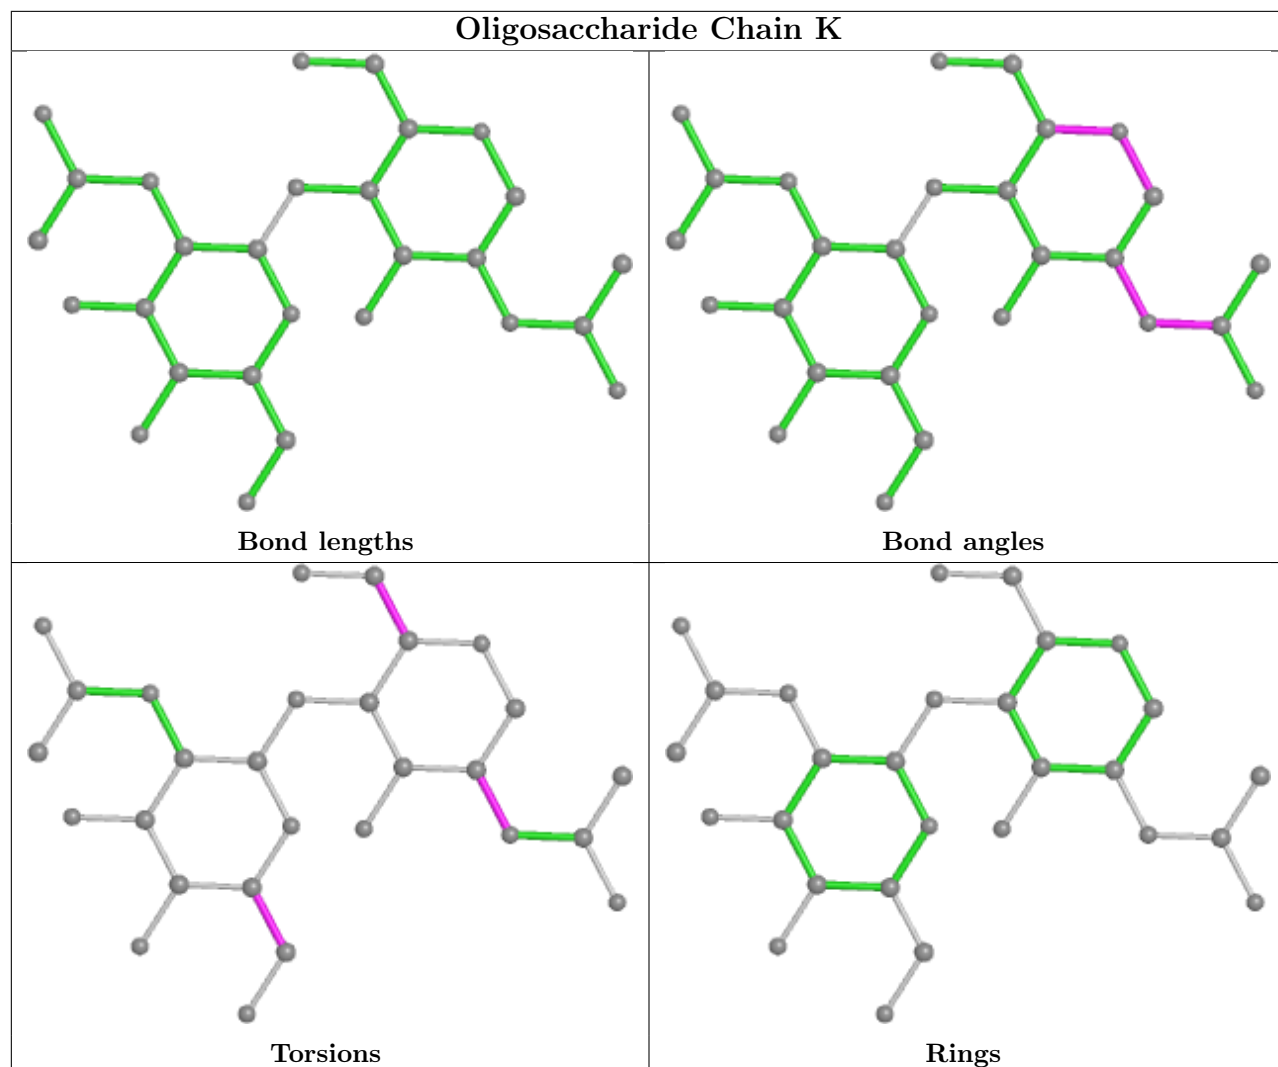 Oligosaccharide Chain K
Bond lengths
Bond angles
Torsions
Rings